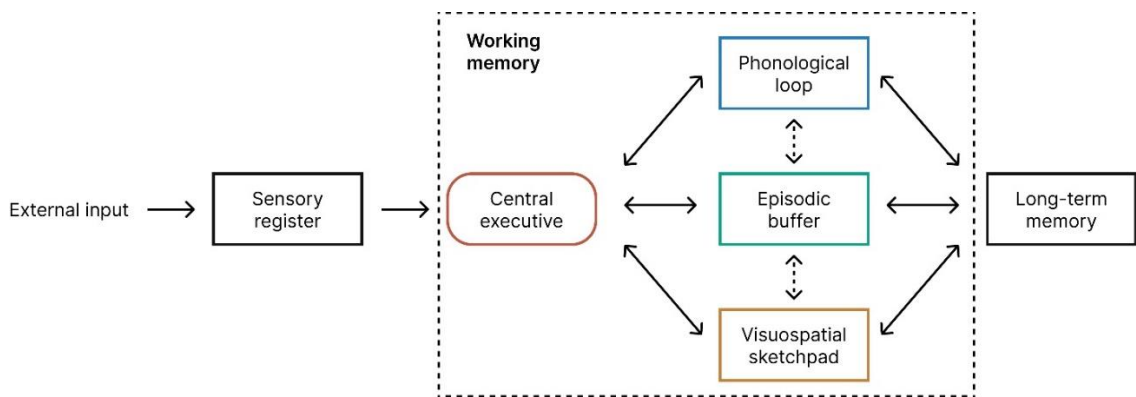 Working
memory
Phonological
loop
External input
Sensory
register
Central
executive
Episodic
buffer
Long-term
memory
Visuospatial
sketchpad